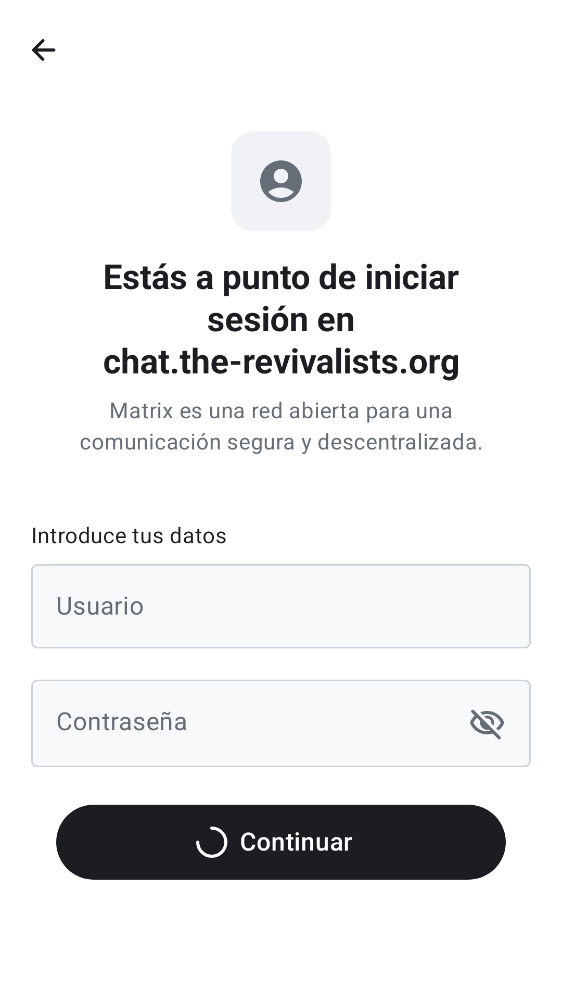 Estás a punto de iniciar
sesión en
chat.the-revivalists.org
Matrix es una red abierta para una
comunicación segura y descentralizada.
Introduce tus datos
Usuario
Contraseña
Continuar